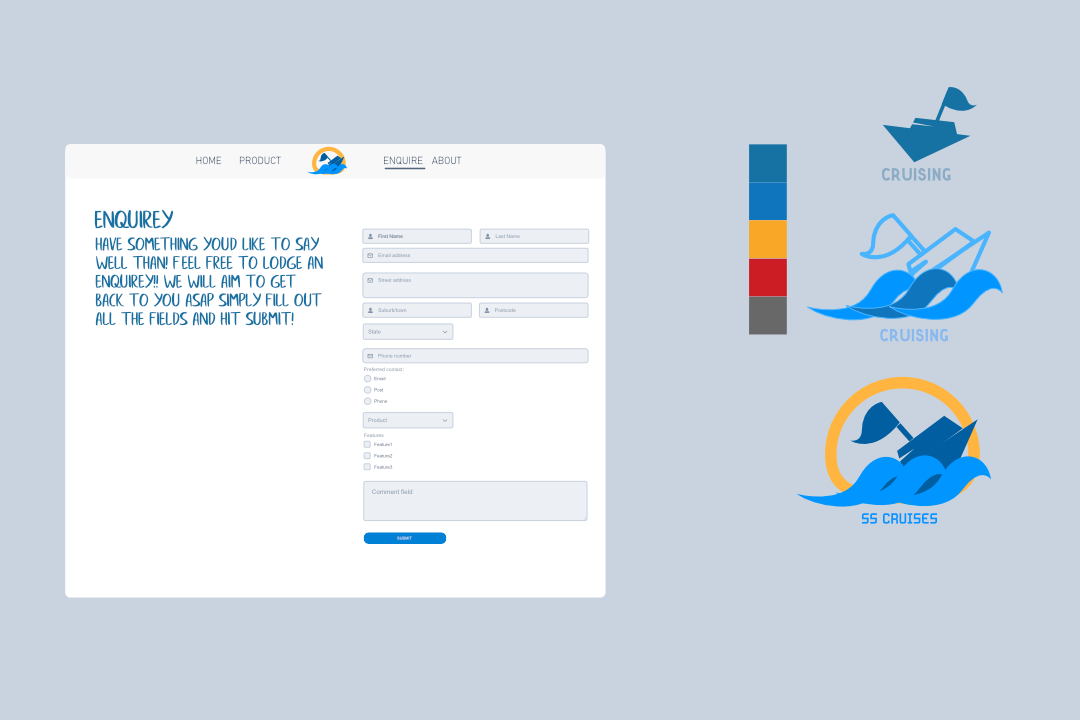 HOME PRODUCT ENQUIRE ABOUT
ENQUIREY
HAVE SOMETHING YOUD LIKE TO SAY
WELL THAN! FEEL FREE TO LODGE AN
ENQUIREY!! WE WILL AIM TO GET
BACK TO YOU ASAP SIMPLY FILL OUT
ALL THE FIELDS AND HIT SUBMIT!
First Name Last Name
Email address
Street address
Suburb/town Postcode
State
Phone number
Preferred contact:
Email
Post
Phone
Product
Features
Feature1
Feature2
Feature3
Comment field
SUBMIT
CRUISING
CRUISING
SS CRUISES